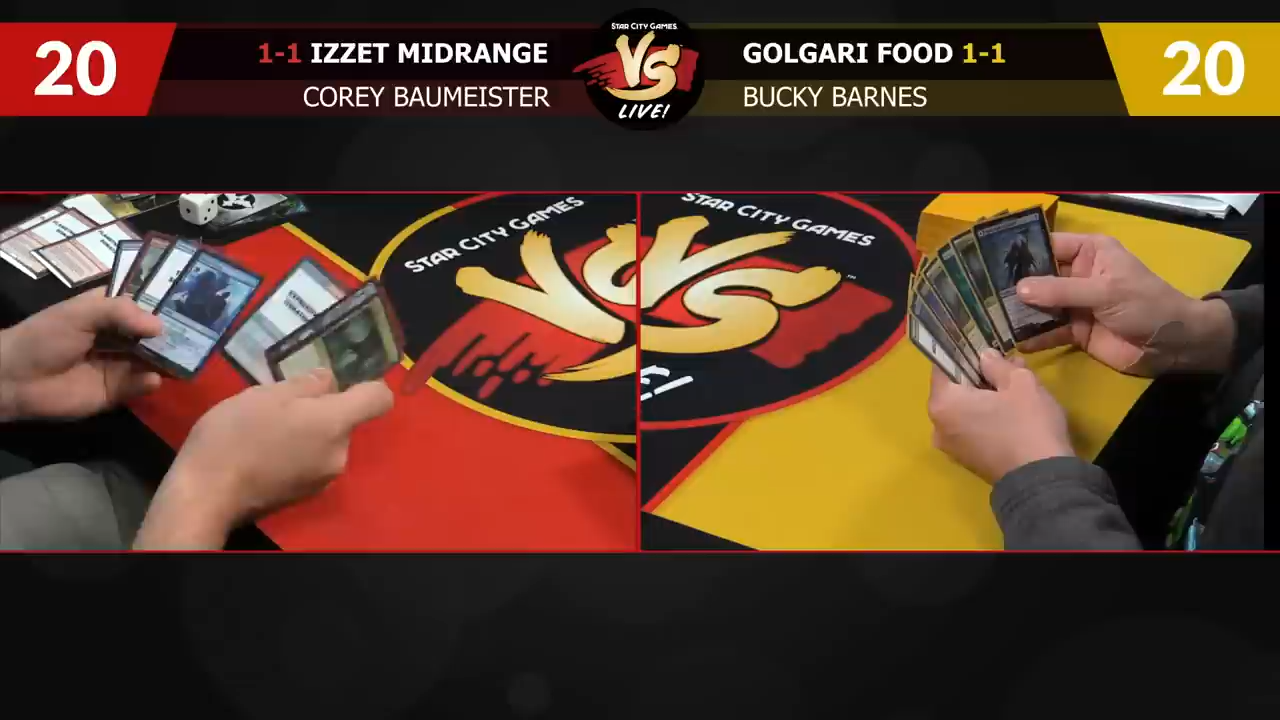 20
1-1 IZZET MIDRANGE
COREY BAUMEISTER
STAR CITY GAMES
VS
LIVE!
GOLGARI FOOD 1-1
BUCKY BARNES
20
STAR CITY GAMES
VS
STAR CITY GAMES
VS
E!